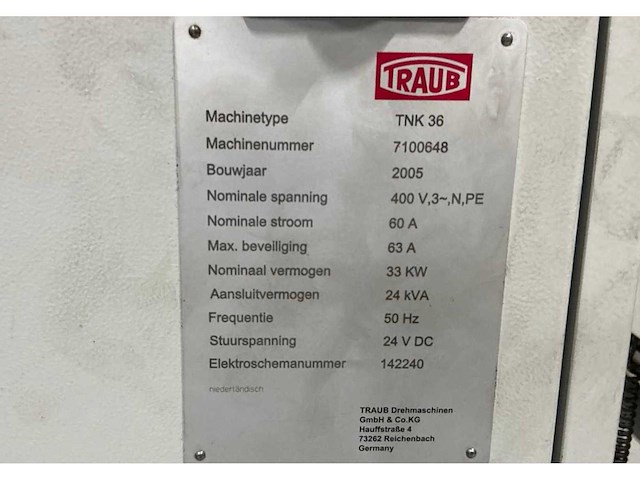 TRAUB
Machinetype TNK 36
Machinenummer 7100648
Bouwjaar 2005
Nominale spanning 400 V,3~,N,PE
Nominale stroom 60 A
Max. beveiliging 63 A
Nominaal vermogen 33 KW
Aansluitvermogen 24 kVA
Frequentie 50 Hz
Stuurspanning 24 V DC
Elektroschemanummer 142240
niederländisch
TRAUB Drehmaschinen
GmbH & Co.KG
Hauffstraße 4
73262 Reichenbach
Germany